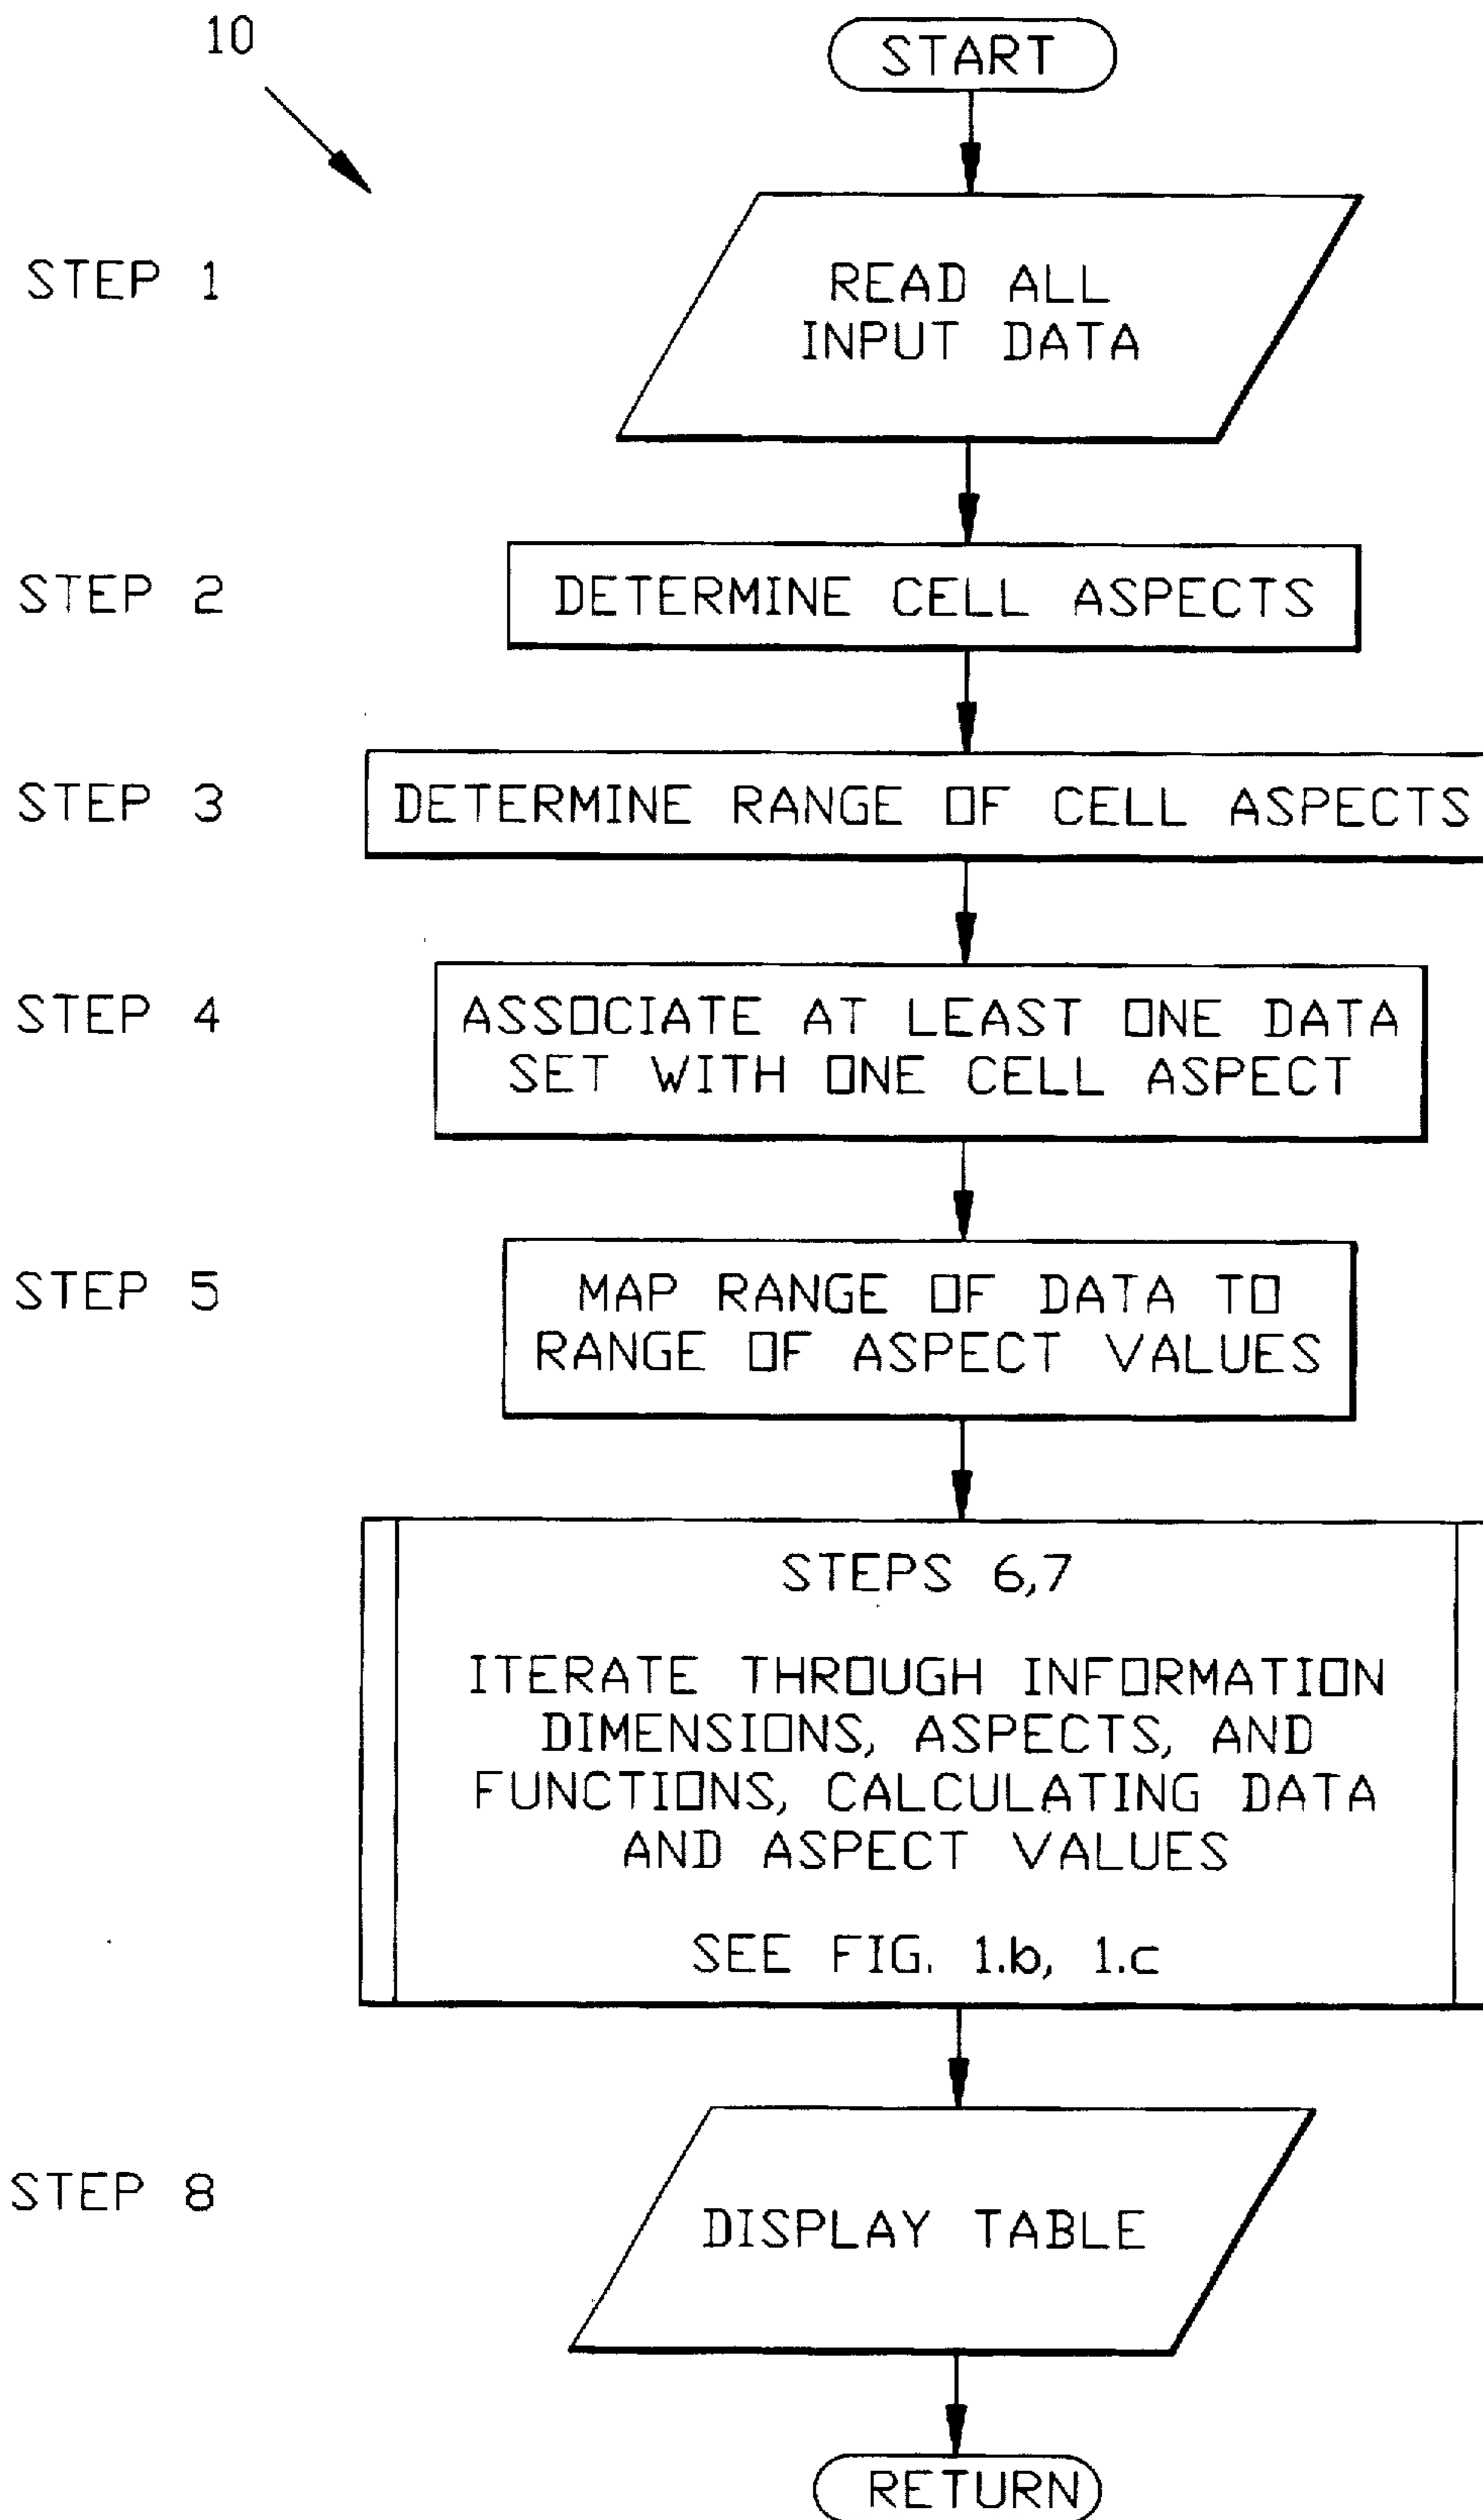 10
START
STEP 1
READ ALL
INPUT DATA
STEP 2
DETERMINE CELL ASPECTS
STEP 3
DETERMINE RANGE OF CELL ASPECTS
STEP 4
ASSOCIATE AT LEAST ONE DATA
SET WITH ONE CELL ASPECT
STEP 5
MAP RANGE OF DATA TO
RANGE OF ASPECT VALUES
STEPS 6,7
ITERATE THROUGH INFORMATION
DIMENSIONS, ASPECTS, AND
FUNCTIONS, CALCULATING DATA
AND ASPECT VALUES
SEE FIG. 1.b, 1.c
STEP 8
DISPLAY TABLE
RETURN